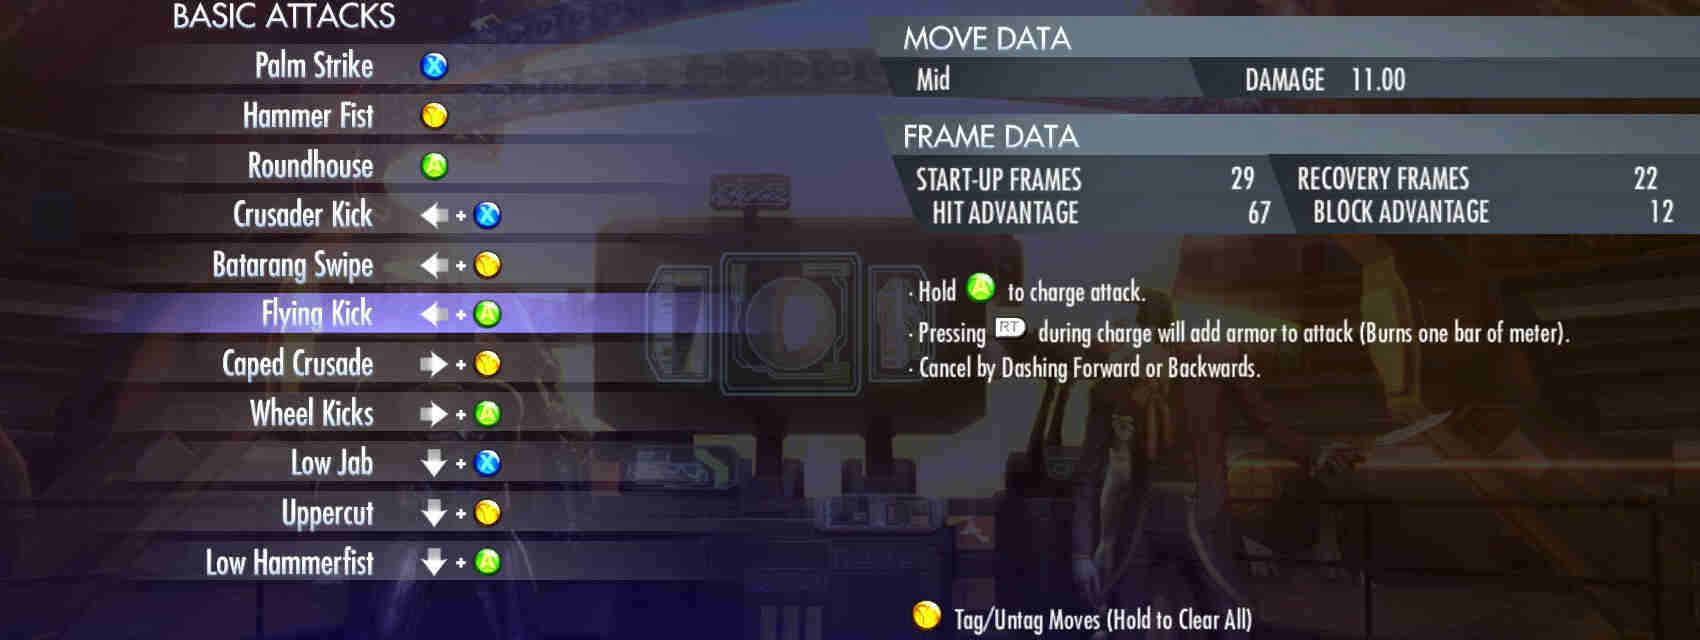 BASIC ATTACKS
Palm Strike X
Hammer Fist Y
Roundhouse A
Crusader Kick ← + X
Batarang Swipe ← + Y
Flying Kick ← + A
Caped Crusade → + Y
Wheel Kicks → + A
Low Jab ↓ + X
Uppercut ↓ + Y
Low Hammerfist ↓ + A
MOVE DATA
Mid DAMAGE 11.00
FRAME DATA
START-UP FRAMES 29 RECOVERY FRAMES 22
HIT ADVANTAGE 67 BLOCK ADVANTAGE 12
· Hold A to charge attack.
· Pressing RT during charge will add armor to attack (Burns one bar of meter).
· Cancel by Dashing Forward or Backwards.
Y Tag/Untag Moves (Hold to Clear All)